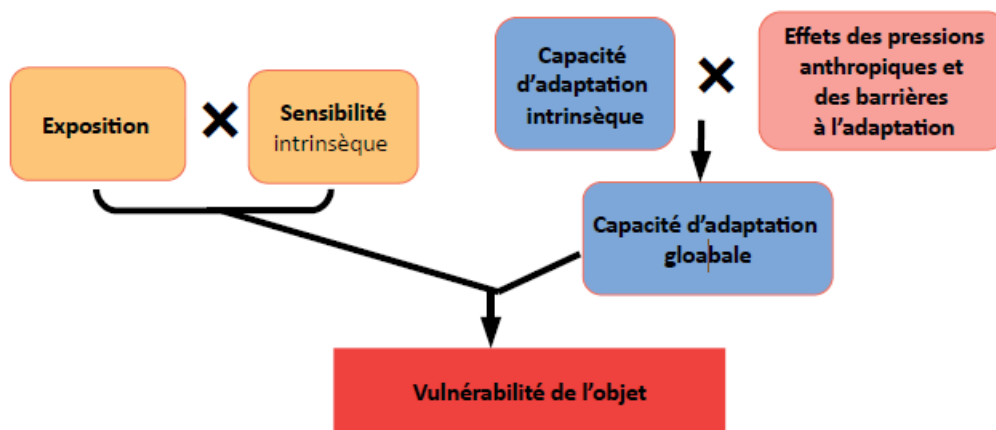 Exposition
Sensibilité
intrinsèque
Capacité
d'adaptation
intrinsèque
Effets des pressions
anthropiques et
des barrières
à l'adaptation
Capacité d'adaptation
gloabale
Vulnérabilité de l'objet